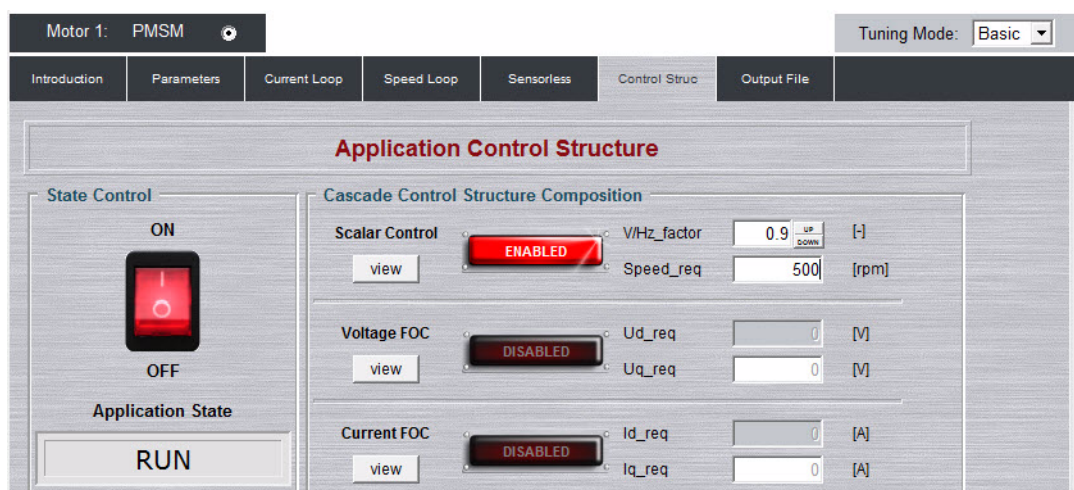 Motor 1: PMSM
Tuning Mode: Basic
Introduction Parameters Current Loop Speed Loop Sensorless Control Struc Output File
Application Control Structure
State Control
ON
OFF
Application State
RUN
Cascade Control Structure Composition
Scalar Control ENABLED V/Hz_factor 0.9 UP DOWN [-]
view Speed_req 500 [rpm]
Voltage FOC DISABLED Ud_req 0 [V]
view Uq_req 0 [V]
Current FOC DISABLED Id_req 0 [A]
view Iq_req 0 [A]